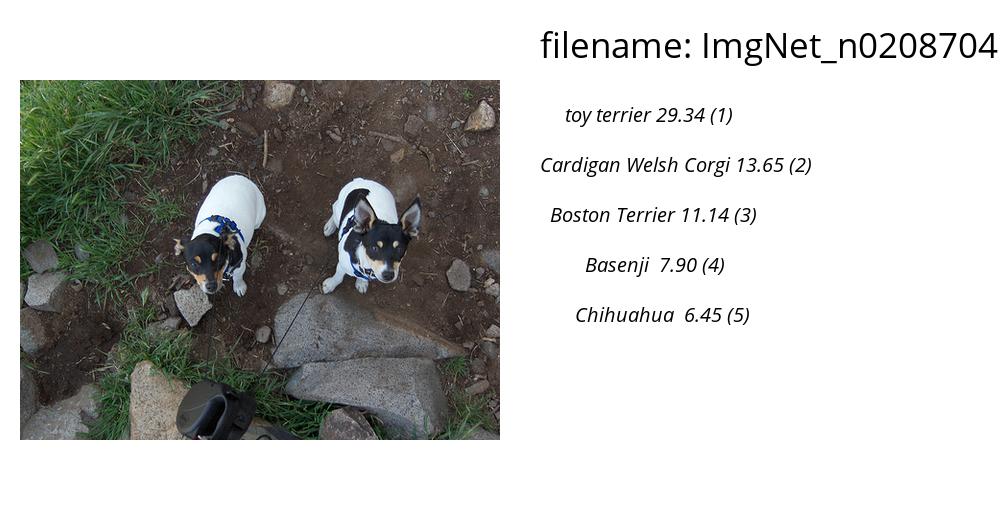 filename: ImgNet_n0208704
toy terrier 29.34 (1)
Cardigan Welsh Corgi 13.65 (2)
Boston Terrier 11.14 (3)
Basenji 7.90 (4)
Chihuahua 6.45 (5)